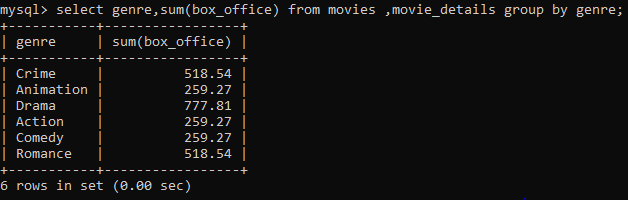 mysql> select genre,sum(box_office) from movies ,movie_details group by genre;
+-----------+-----------------+
| genre     | sum(box_office) |
+-----------+-----------------+
| Crime     |          518.54 |
| Animation |          259.27 |
| Drama     |          777.81 |
| Action    |          259.27 |
| Comedy    |          259.27 |
| Romance   |          518.54 |
+-----------+-----------------+
6 rows in set (0.00 sec)